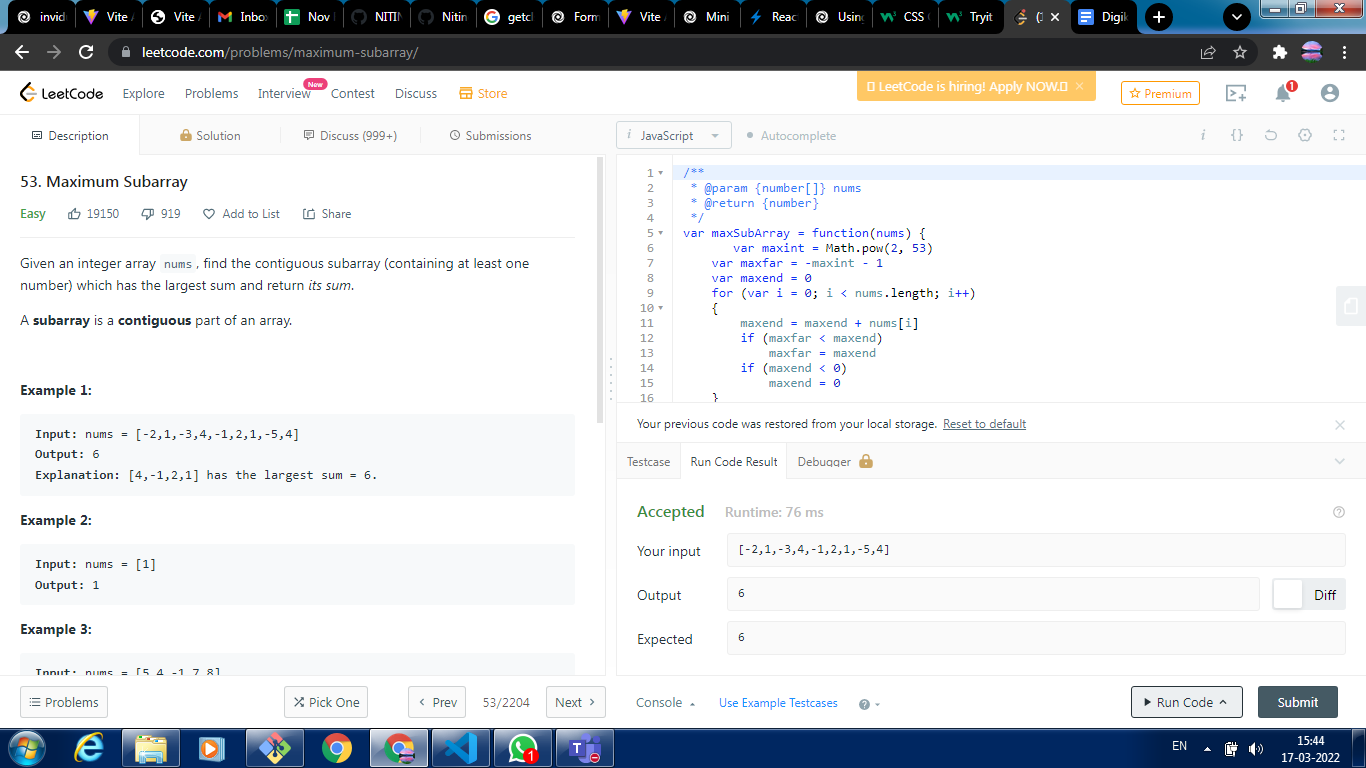 invid Vite Vite Inbo Nov NITIN Nitin getcl Form Vite Mini Reac Using CSS Tryit ( Digi
leetcode.com/problems/maximum-subarray/
LeetCode Explore Problems Interview New Contest Discuss Store LeetCode is hiring! Apply NOW. Premium 1
Description Solution Discuss (999+) Submissions
i JavaScript Autocomplete
53. Maximum Subarray
Easy 19150 919 Add to List Share
Given an integer array nums, find the contiguous subarray (containing at least one
number) which has the largest sum and return its sum.
A subarray is a contiguous part of an array.
Example 1:
Input: nums = [-2,1,-3,4,-1,2,1,-5,4]
Output: 6
Explanation: [4,-1,2,1] has the largest sum = 6.
Example 2:
Input: nums = [1]
Output: 1
Example 3:
Input: nums = [5,4,-1,7,8]
Problems Pick One Prev 53/2204 Next
1 /**
2 * @param {number[]} nums
3 * @return {number}
4 */
5 var maxSubArray = function(nums) {
6 var maxint = Math.pow(2, 53)
7 var maxfar = -maxint - 1
8 var maxend = 0
9 for (var i = 0; i < nums.length; i++)
10 {
11 maxend = maxend + nums[i]
12 if (maxfar < maxend)
13 maxfar = maxend
14 if (maxend < 0)
15 maxend = 0
16 }
Your previous code was restored from your local storage. Reset to default
Testcase Run Code Result Debugger
Accepted Runtime: 76 ms
Your input [-2,1,-3,4,-1,2,1,-5,4]
Output 6 Diff
Expected 6
Console Use Example Testcases Run Code Submit
EN 15:44
17-03-2022